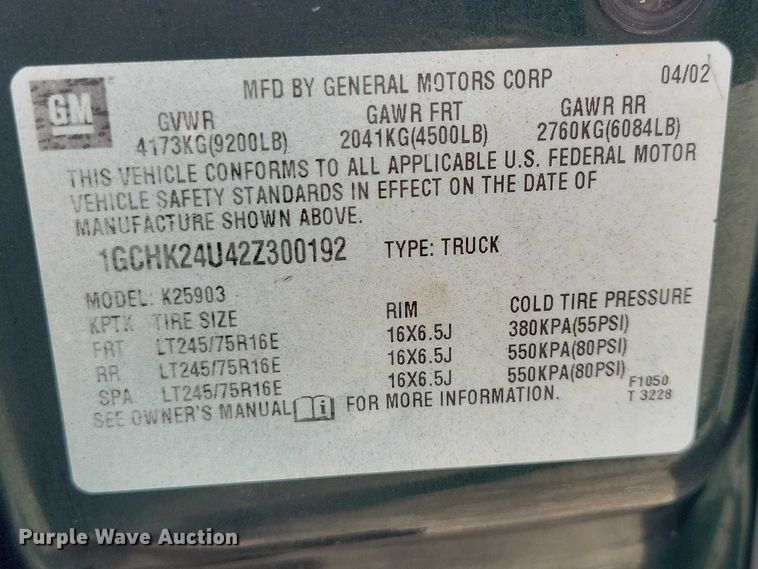 GM
MFD BY GENERAL MOTORS CORP 04/02
GVWR GAWR FRT GAWR RR
4173KG(9200LB) 2041KG(4500LB) 2760KG(6084LB)
THIS VEHICLE CONFORMS TO ALL APPLICABLE U.S. FEDERAL MOTOR
VEHICLE SAFETY STANDARDS IN EFFECT ON THE DATE OF
MANUFACTURE SHOWN ABOVE.
1GCHK24U42Z300192 TYPE: TRUCK
MODEL: K25903
KPTX TIRE SIZE RIM COLD TIRE PRESSURE
FRT LT245/75R16E 16X6.5J 380KPA(55PSI)
RR LT245/75R16E 16X6.5J 550KPA(80PSI)
SPA LT245/75R16E 16X6.5J 550KPA(80PSI)
SEE OWNER'S MANUAL i FOR MORE INFORMATION.
F1050
T 3228
Purple Wave Auction